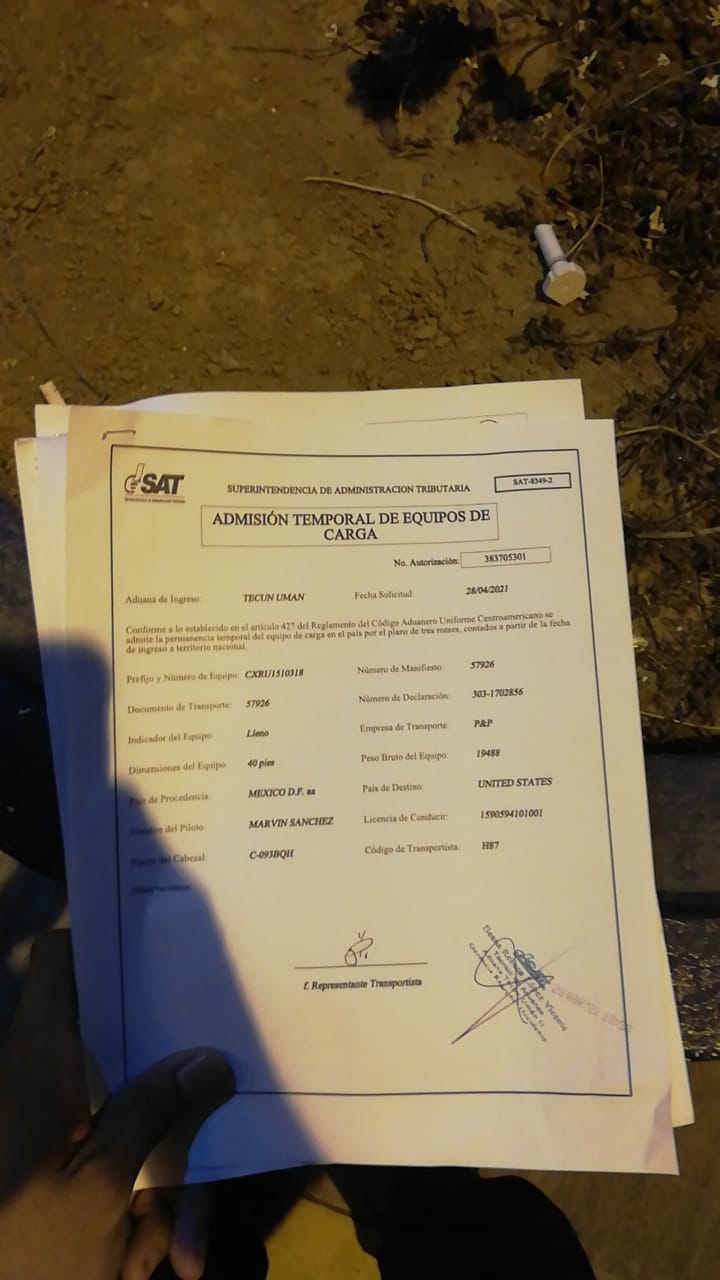 SAT
SUPERINTENDENCIA DE ADMINISTRACION TRIBUTARIA
SAT-8349-2
ADMISIÓN TEMPORAL DE EQUIPOS DE
CARGA
No. Autorización: 383705301
Aduana de Ingreso: TECUN UMAN Fecha Solicitud: 28/04/2021
Conforme a lo establecido en el artículo 427 del Reglamento del Código Aduanero Uniforme Centroamericano se
admite la permanencia temporal del equipo de carga en el país por el plazo de tres meses, contados a partir de la fecha
de ingreso a territorio nacional.
Prefijo y Número de Equipo: CXRU1510318 Número de Manifiesto: 57926
Documento de Transporte: 57926 Número de Declaración: 303-1702856
Indicador del Equipo: Lleno Empresa de Transporte: P&P
Dimensiones del Equipo: 40 pies Peso Bruto del Equipo: 19488
País de Procedencia: MEXICO D.F. aa País de Destino: UNITED STATES
Nombre del Piloto: MARVIN SANCHEZ Licencia de Conducir: 1590594101001
Placas del Cabezal: C-093BQH Código de Transportista: H87
f. Representante Transportista